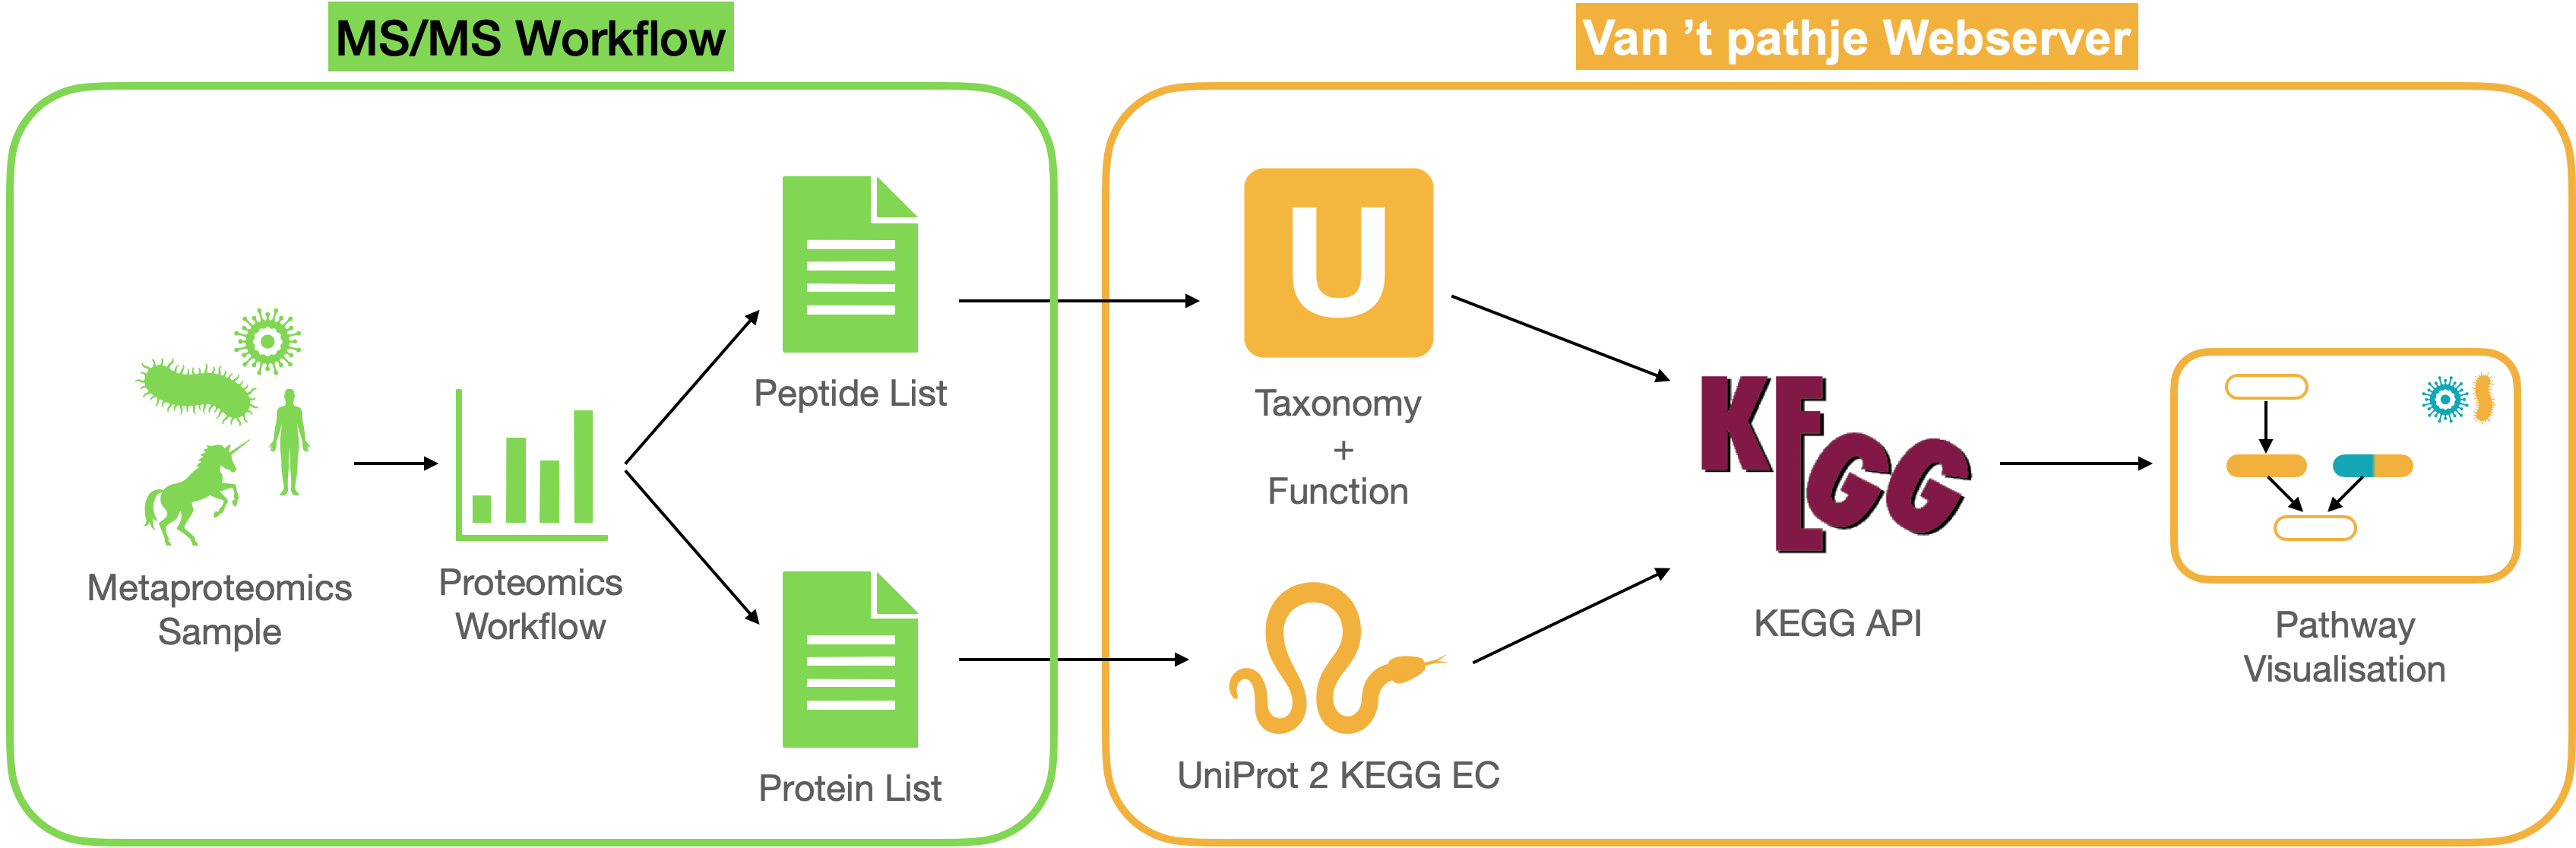 MS/MS Workflow
Van ’t pathje Webserver
Metaproteomics
Sample
Proteomics
Workflow
Peptide List
Protein List
U
Taxonomy
+
Function
UniProt 2 KEGG EC
KEGG
KEGG API
Pathway
Visualisation